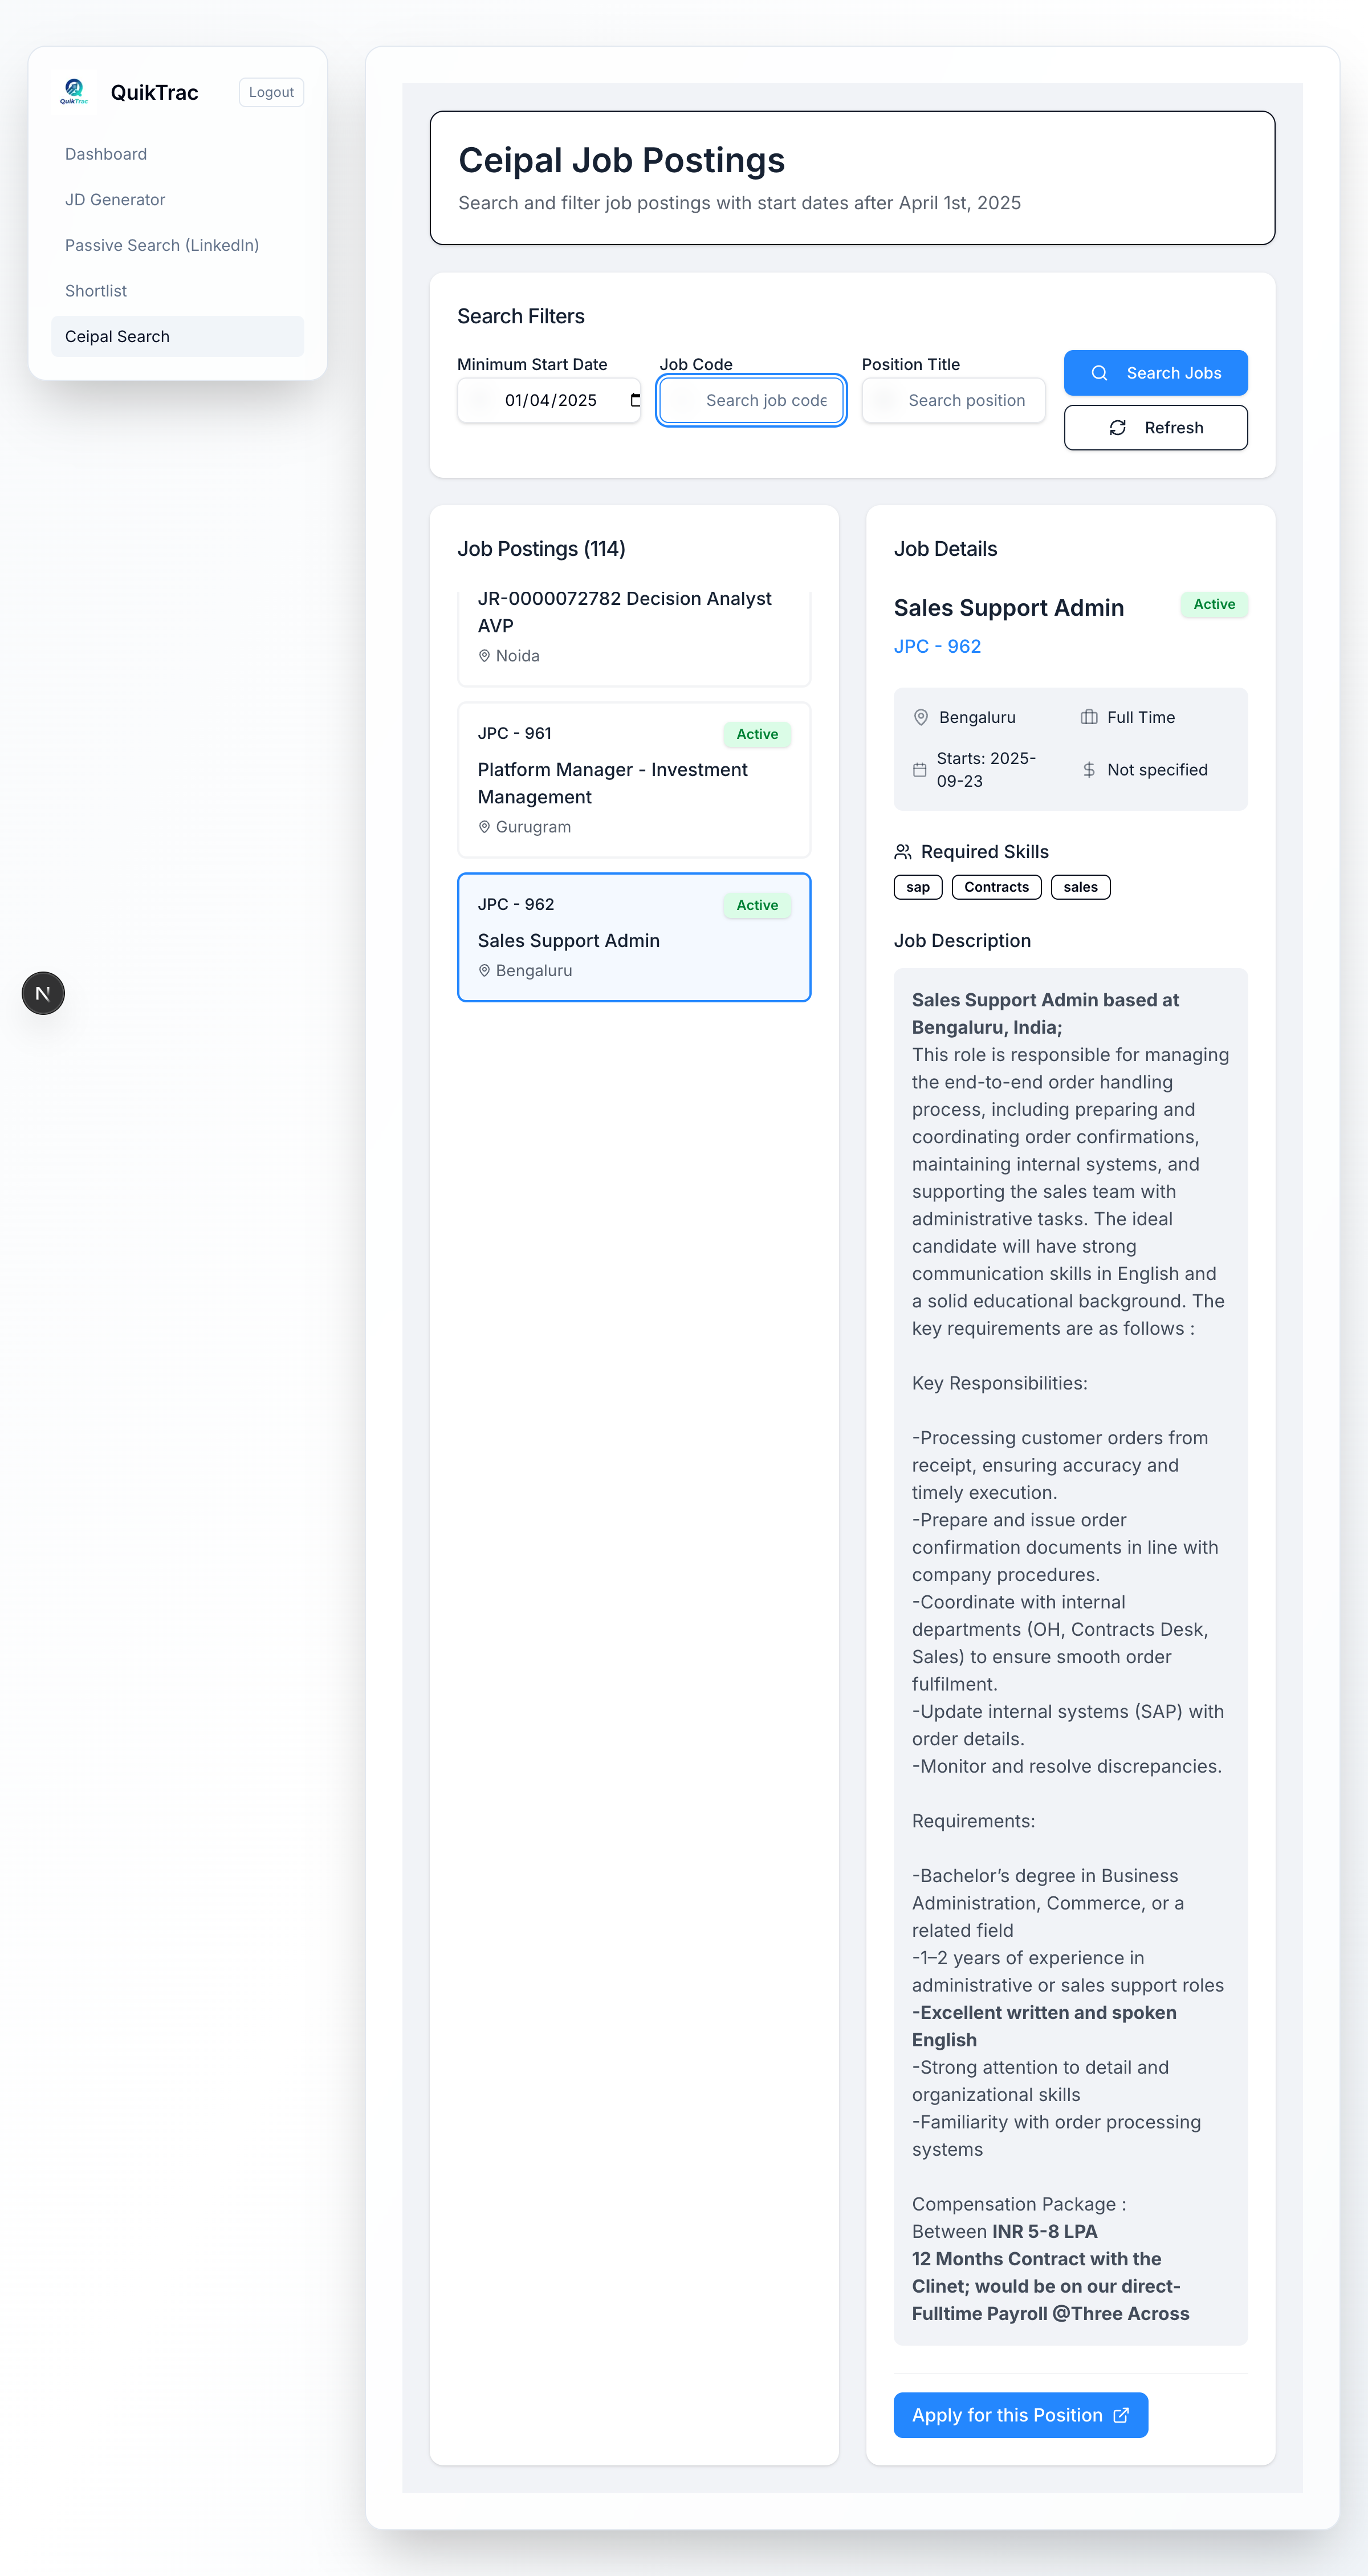 QuikTrac
QuikTrac
Logout
Dashboard
JD Generator
Passive Search (LinkedIn)
Shortlist
Ceipal Search
N
Ceipal Job Postings
Search and filter job postings with start dates after April 1st, 2025
Search Filters
Minimum Start Date
01/04/2025
Job Code
Search job code
Position Title
Search position
Search Jobs
Refresh
Job Postings (114)
JR-0000072782 Decision Analyst
AVP
Noida
JPC - 961
Active
Platform Manager - Investment
Management
Gurugram
JPC - 962
Active
Sales Support Admin
Bengaluru
Job Details
Sales Support Admin
Active
JPC - 962
Bengaluru
Full Time
Starts: 2025-
09-23
Not specified
Required Skills
sap
Contracts
sales
Job Description
Sales Support Admin based at
Bengaluru, India;
This role is responsible for managing
the end-to-end order handling
process, including preparing and
coordinating order confirmations,
maintaining internal systems, and
supporting the sales team with
administrative tasks. The ideal
candidate will have strong
communication skills in English and
a solid educational background. The
key requirements are as follows :
Key Responsibilities:
-Processing customer orders from
receipt, ensuring accuracy and
timely execution.
-Prepare and issue order
confirmation documents in line with
company procedures.
-Coordinate with internal
departments (OH, Contracts Desk,
Sales) to ensure smooth order
fulfilment.
-Update internal systems (SAP) with
order details.
-Monitor and resolve discrepancies.
Requirements:
-Bachelor’s degree in Business
Administration, Commerce, or a
related field
-1–2 years of experience in
administrative or sales support roles
-Excellent written and spoken
English
-Strong attention to detail and
organizational skills
-Familiarity with order processing
systems
Compensation Package :
Between INR 5-8 LPA
12 Months Contract with the
Clinet; would be on our direct-
Fulltime Payroll @Three Across
Apply for this Position